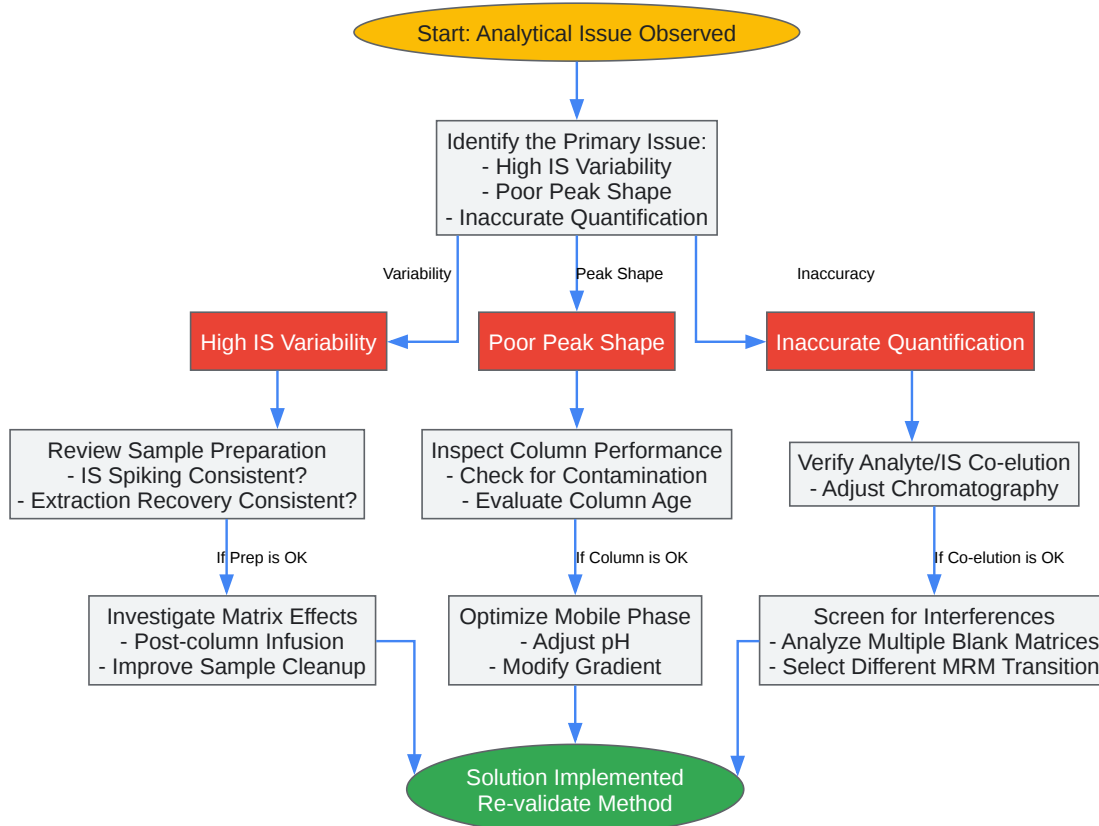 Start: Analytical Issue Observed
Identify the Primary Issue:
- High IS Variability
- Poor Peak Shape
- Inaccurate Quantification
Variability
Peak Shape
Inaccuracy
High IS Variability
Poor Peak Shape
Inaccurate Quantification
Review Sample Preparation
- IS Spiking Consistent?
- Extraction Recovery Consistent?
Inspect Column Performance
- Check for Contamination
- Evaluate Column Age
Verify Analyte/IS Co-elution
- Adjust Chromatography
If Prep is OK
If Column is OK
If Co-elution is OK
Investigate Matrix Effects
- Post-column Infusion
- Improve Sample Cleanup
Optimize Mobile Phase
- Adjust pH
- Modify Gradient
Screen for Interferences
- Analyze Multiple Blank Matrices
- Select Different MRM Transition
Solution Implemented
Re-validate Method